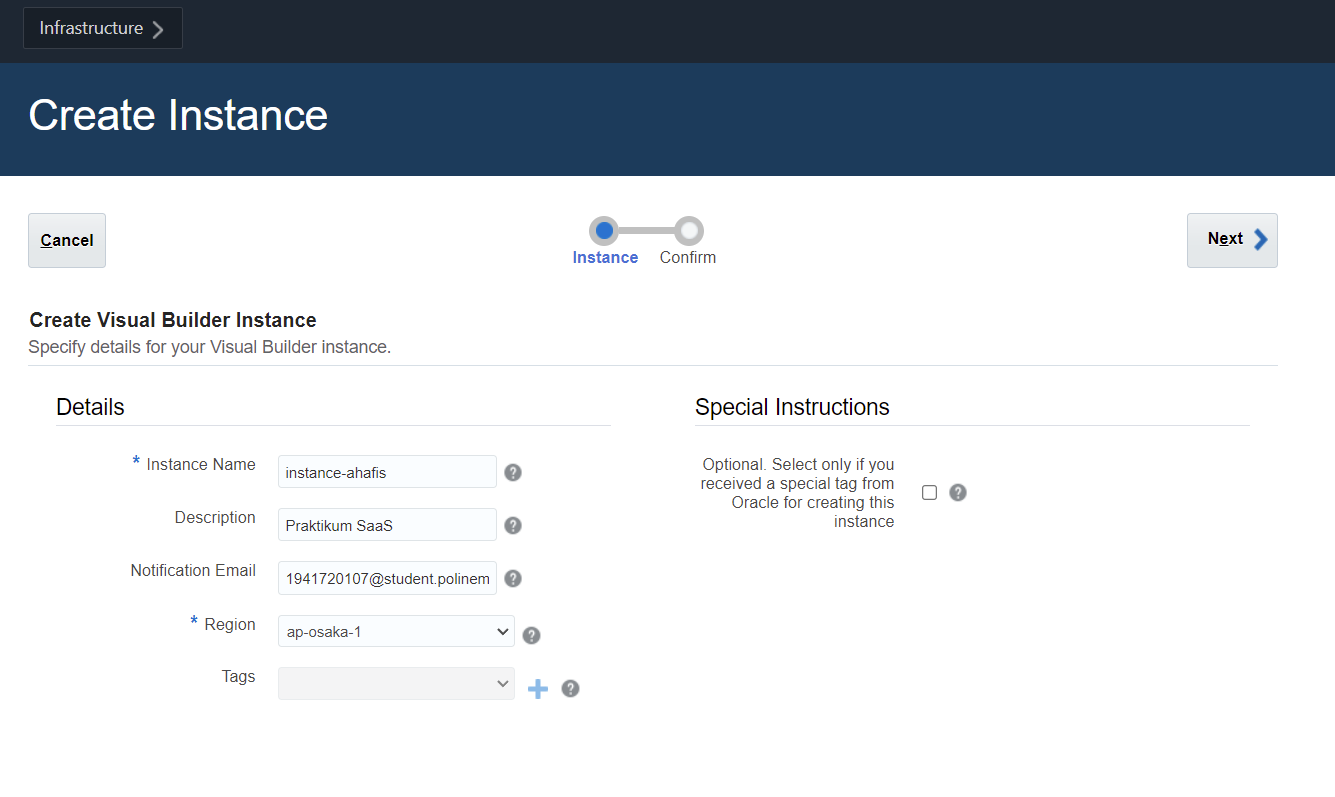 Infrastructure
Create Instance
Cancel
Instance
Confirm
Next
Create Visual Builder Instance
Specify details for your Visual Builder instance.
Details
* Instance Name
instance-ahafis
Description
Praktikum SaaS
Notification Email
1941720107@student.polinem
* Region
ap-osaka-1
Tags
Special Instructions
Optional. Select only if you
received a special tag from
Oracle for creating this
instance